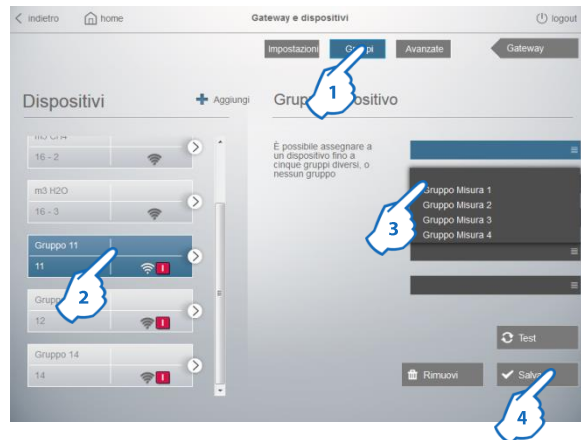 indietro home Gateway e dispositivi logout
Impostazioni Avanzate Gateway
1
Dispositivi Aggiungi
È possibile assegnare a
un dispositivo fino a
cinque gruppi diversi, o
nessun gruppo
16 - 2
m3 H2O
16 - 3
Gruppo 11
11
2
12
Gruppo 14
14
Gruppo Misura 1
Gruppo Misura 2
Gruppo Misura 3
Gruppo Misura 4
3
Test
Rimuovi
4